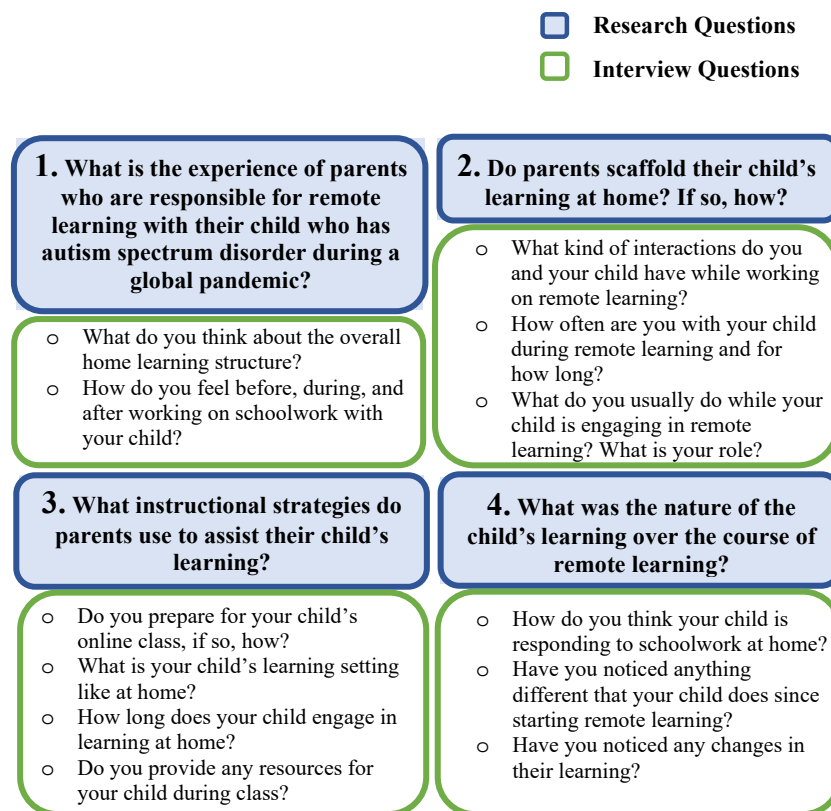 Research Questions
Interview Questions
1. What is the experience of parents
who are responsible for remote
learning with their child who has
autism spectrum disorder during a
global pandemic?
o What do you think about the overall
home learning structure?
o How do you feel before, during, and
after working on schoolwork with
your child?
2. Do parents scaffold their child’s
learning at home? If so, how?
o What kind of interactions do you
and your child have while working
on remote learning?
o How often are you with your child
during remote learning and for
how long?
o What do you usually do while your
child is engaging in remote
learning? What is your role?
3. What instructional strategies do
parents use to assist their child’s
learning?
o Do you prepare for your child’s
online class, if so, how?
o What is your child’s learning setting
like at home?
o How long does your child engage in
learning at home?
o Do you provide any resources for
your child during class?
4. What was the nature of the
child’s learning over the course of
remote learning?
o How do you think your child is
responding to schoolwork at home?
o Have you noticed anything
different that your child does since
starting remote learning?
o Have you noticed any changes in
their learning?